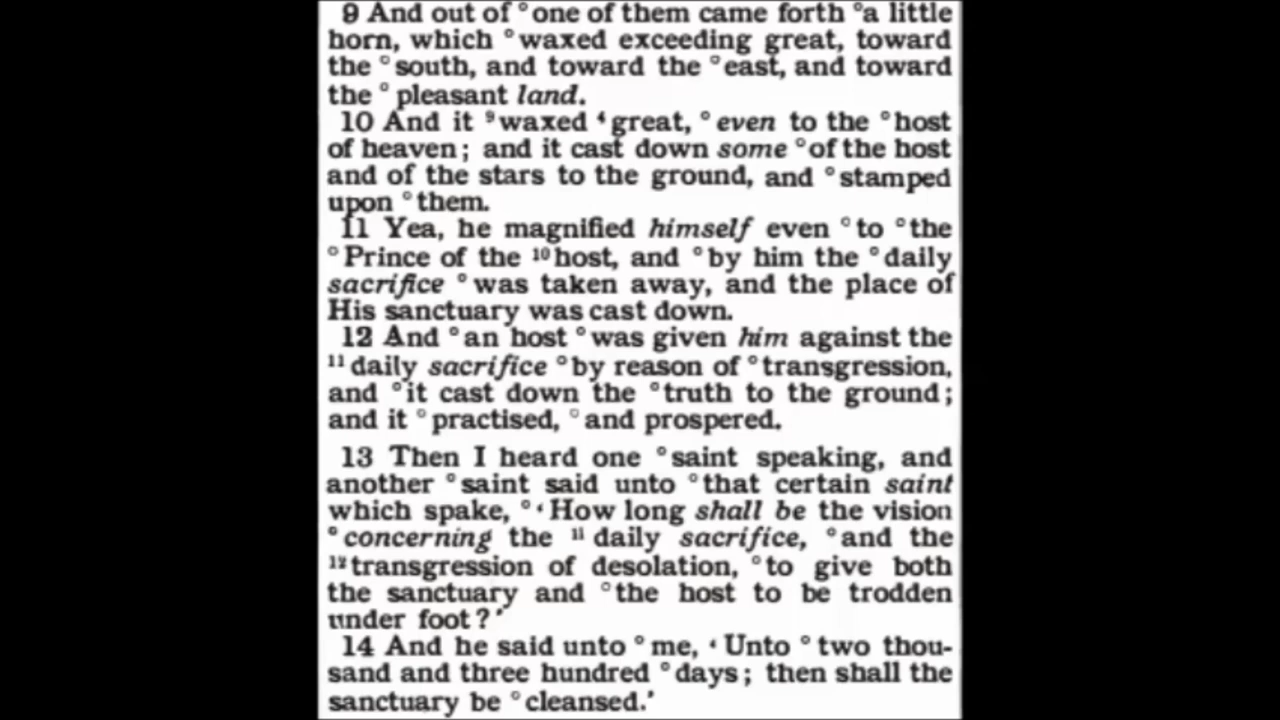 9 And out of °one of them came forth °a little
horn, which °waxed exceeding great, toward
the °south, and toward the °east, and toward
the °pleasant land.
10 And it ⁹waxed ⁴great, °even to the °host
of heaven; and it cast down some °of the host
and of the stars to the ground, and °stamped
upon °them.
11 Yea, he magnified himself even °to °the
°Prince of the ¹⁰host, and °by him the °daily
sacrifice °was taken away, and the place of
His sanctuary was cast down.
12 And °an host °was given him against the
¹¹daily sacrifice °by reason of °transgression,
and °it cast down the °truth to the ground;
and it °practised, °and prospered.
13 Then I heard one °saint speaking, and
another °saint said unto °that certain saint
which spake, °‘How long shall be the vision
°concerning the ¹¹daily sacrifice, °and the
¹²transgression of desolation, °to give both
the sanctuary and °the host to be trodden
under foot?’
14 And he said unto °me, ‘Unto °two thou-
sand and three hundred °days; then shall the
sanctuary be °cleansed.’